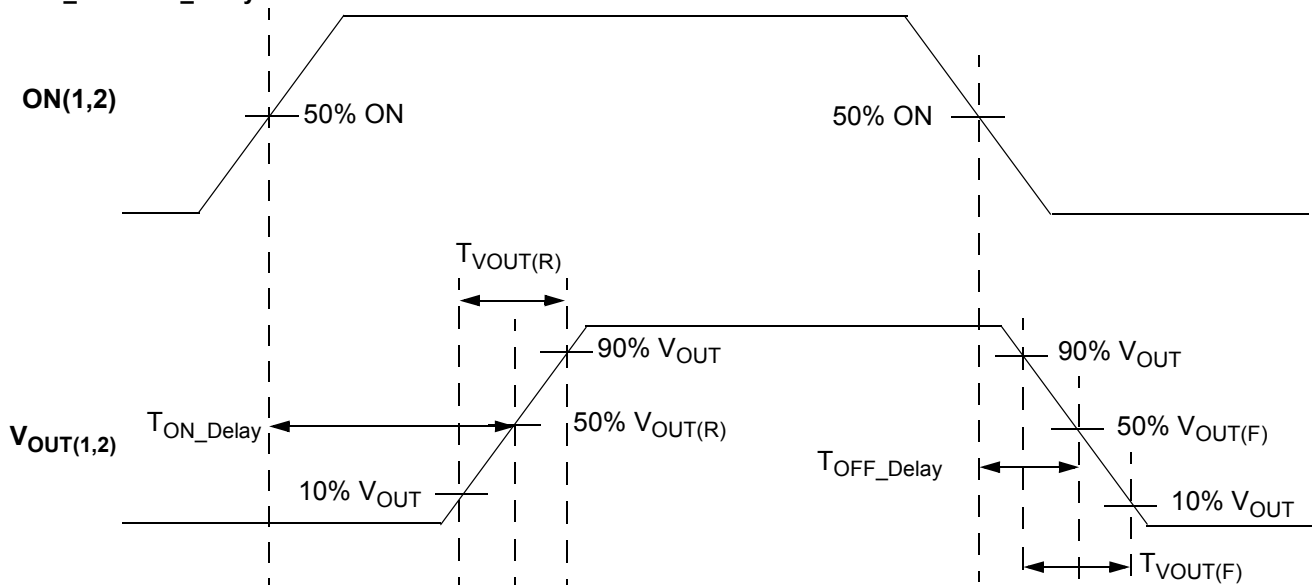 ON(1,2)
50% ON
50% ON
TVOUT(R)
90% VOUT
90% VOUT
VOUT(1,2)
TON_Delay
50% VOUT(R)
50% VOUT(F)
TOFF_Delay
10% VOUT
10% VOUT
TVOUT(F)